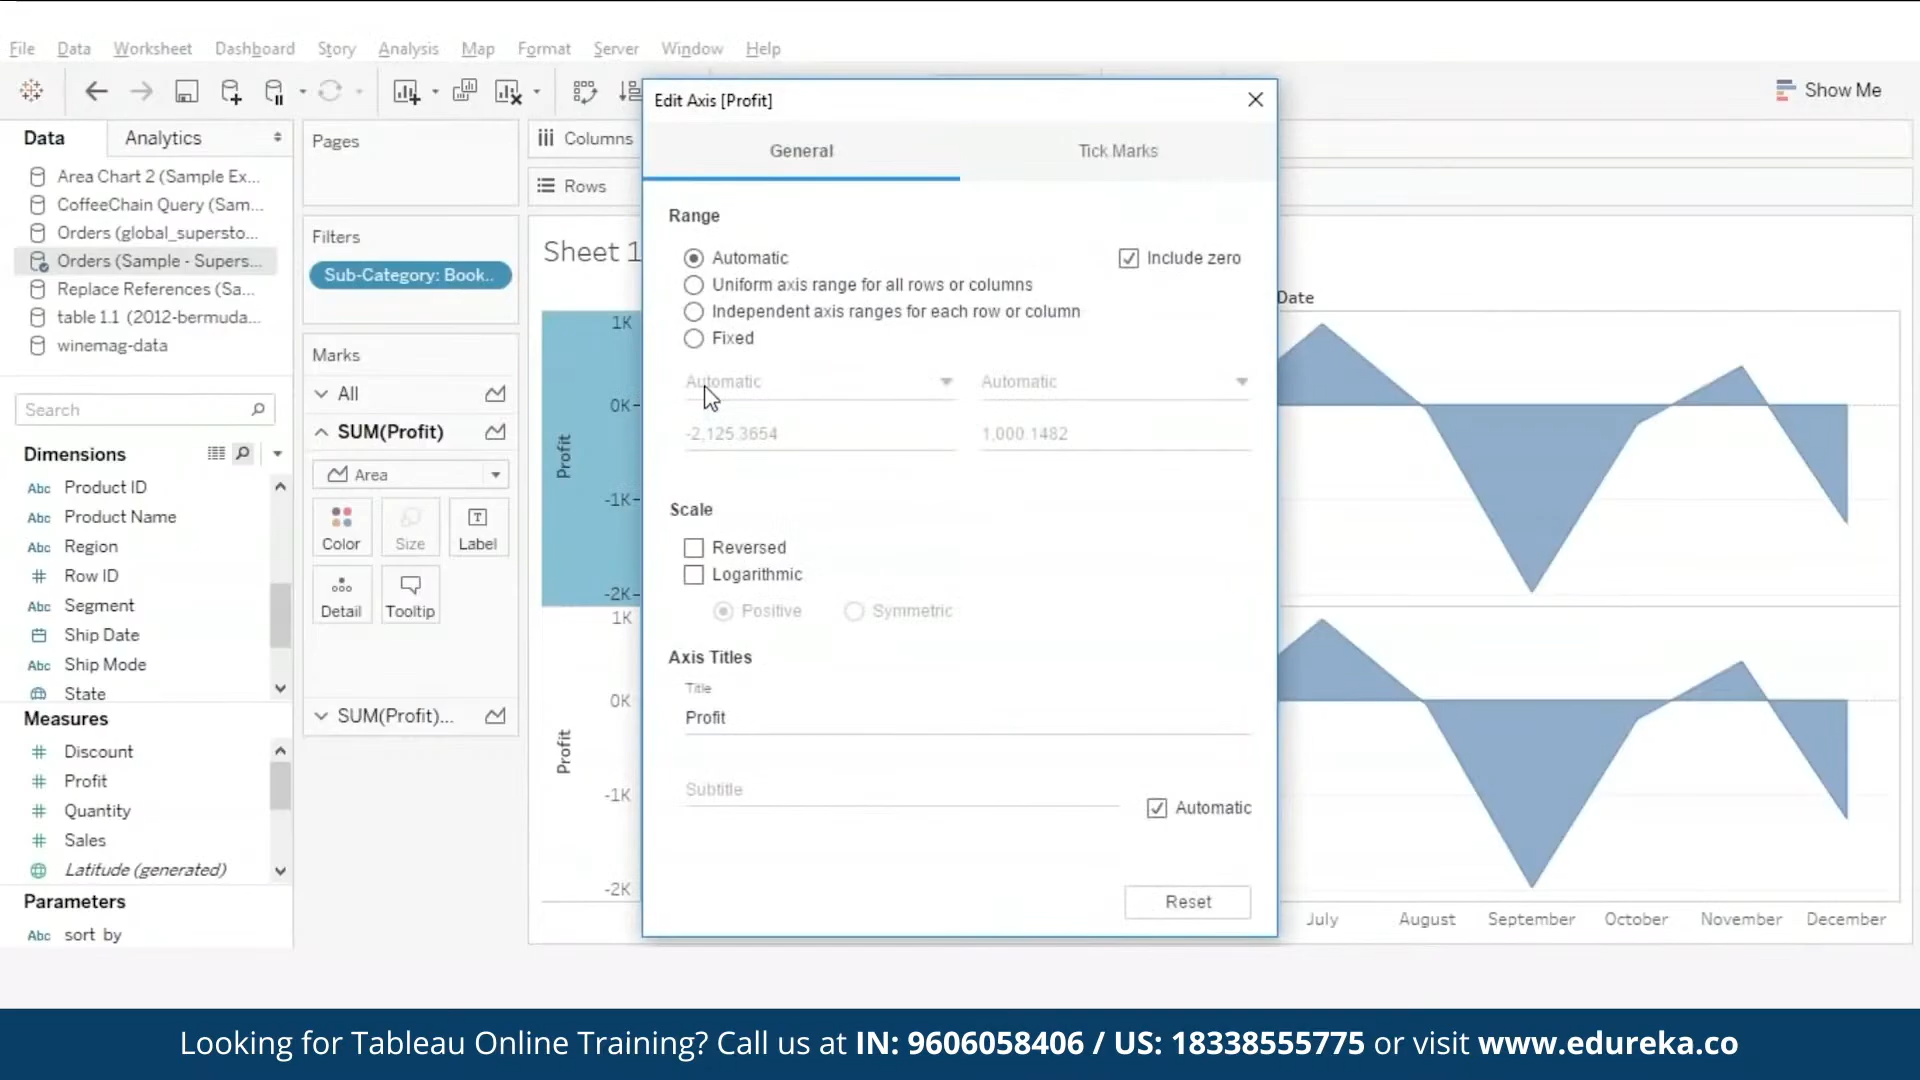 File Data Worksheet Dashboard Story Analysis Map Format Server Window Help
Show Me
Data Analytics
Area Chart 2 (Sample Ex...
CoffeeChain Query (Sam...
Orders (global_supersto...
Orders (Sample - Supers...
Replace References (Sa...
table 1.1 (2012-bermuda...
winemag-data
Search
Dimensions
Abc Product ID
Abc Product Name
Abc Region
# Row ID
Abc Segment
Ship Date
Abc Ship Mode
State
Measures
# Discount
# Profit
# Quantity
# Sales
Latitude (generated)
Parameters
Abc sort by
Pages
Filters
Sub-Category: Book..
Marks
All
SUM(Profit)
Area
Color Size Label
Detail Tooltip
SUM(Profit)...
Columns
Rows
Sheet 1
Date
1K
0K
-1K
-2K
Profit
1K
0K
-1K
-2K
Profit
July August September October November December
Edit Axis [Profit]
General Tick Marks
Range
Automatic Include zero
Uniform axis range for all rows or columns
Independent axis ranges for each row or column
Fixed
Automatic Automatic
-2,125.3654 1,000.1482
Scale
Reversed
Logarithmic
Positive Symmetric
Axis Titles
Title
Profit
Subtitle
Automatic
Reset
Looking for Tableau Online Training? Call us at IN: 9606058406 / US: 18338555775 or visit www.edureka.co